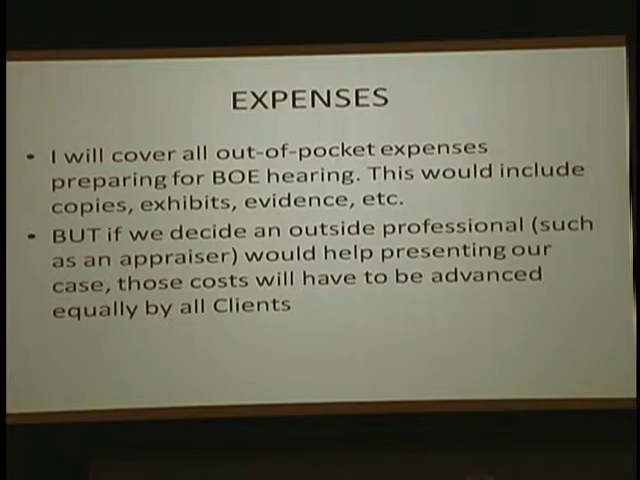 EXPENSES
• I will cover all out-of-pocket expenses
preparing for BOE hearing. This would include
copies, exhibits, evidence, etc.
• BUT if we decide an outside professional (such
as an appraiser) would help presenting our
case, those costs will have to be advanced
equally by all Clients